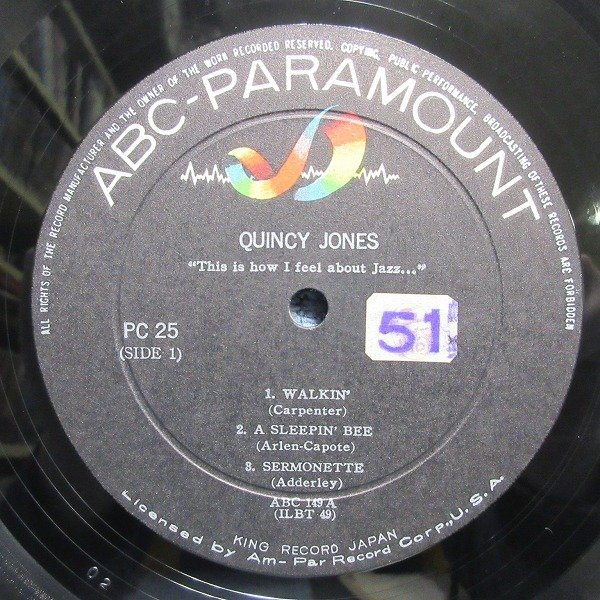 ALL RIGHTS OF THE RECORD MANUFACTURER AND THE OWNER OF THE WORK RECORDED RESERVED. COPYING, PUBLIC PERFORMANCE, BROADCASTING OF THESE RECORDS ARE FORBIDDEN
ABC-PARAMOUNT
QUINCY JONES
"This is how I feel about Jazz..."
PC 25
(SIDE 1)
51
1. WALKIN'
(Carpenter)
2. A SLEEPIN' BEE
(Arlen-Capote)
3. SERMONETTE
(Adderley)
ABC 149 A
(ILBT 49)
KING RECORD JAPAN
Licensed by Am-Par Record Corp., U.S.A.
02